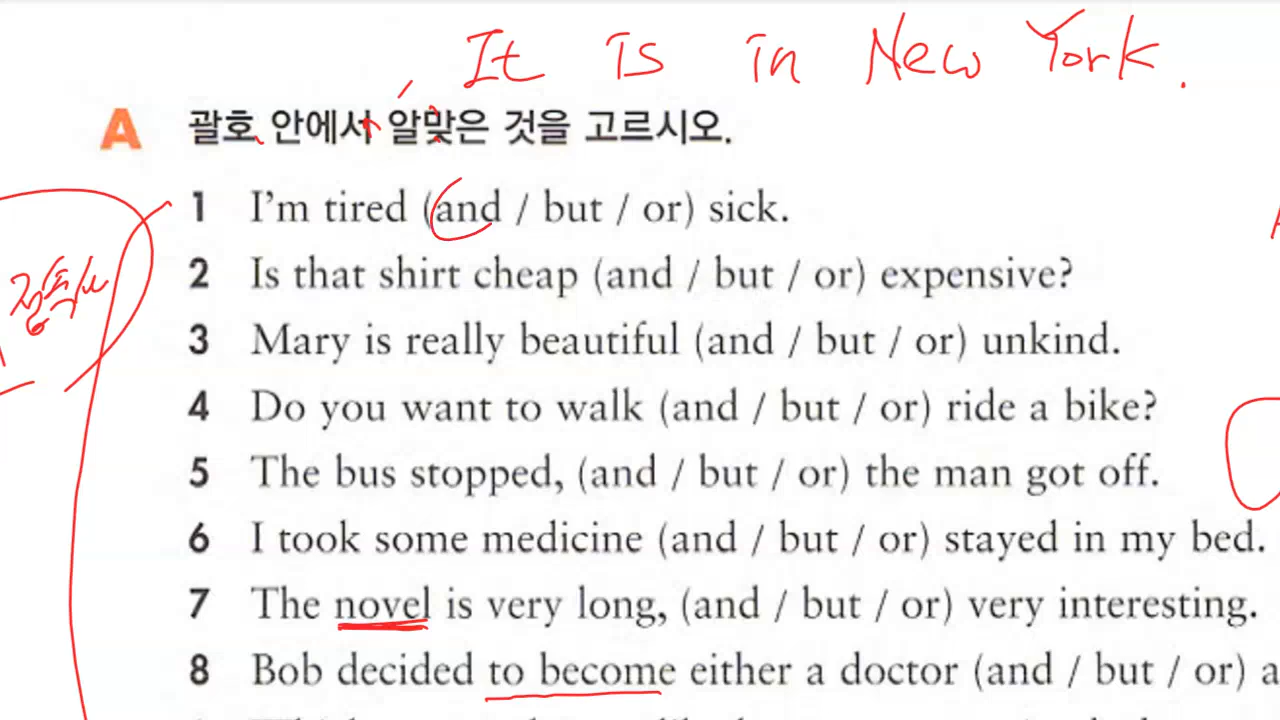 It is in New York.
A 괄호 안에서 알맞은 것을 고르시오.
1 I'm tired (and / but / or) sick.
2 Is that shirt cheap (and / but / or) expensive?
접속사
3 Mary is really beautiful (and / but / or) unkind.
4 Do you want to walk (and / but / or) ride a bike?
5 The bus stopped, (and / but / or) the man got off.
6 I took some medicine (and / but / or) stayed in my bed.
7 The novel is very long, (and / but / or) very interesting.
8 Bob decided to become either a doctor (and / but / or) a